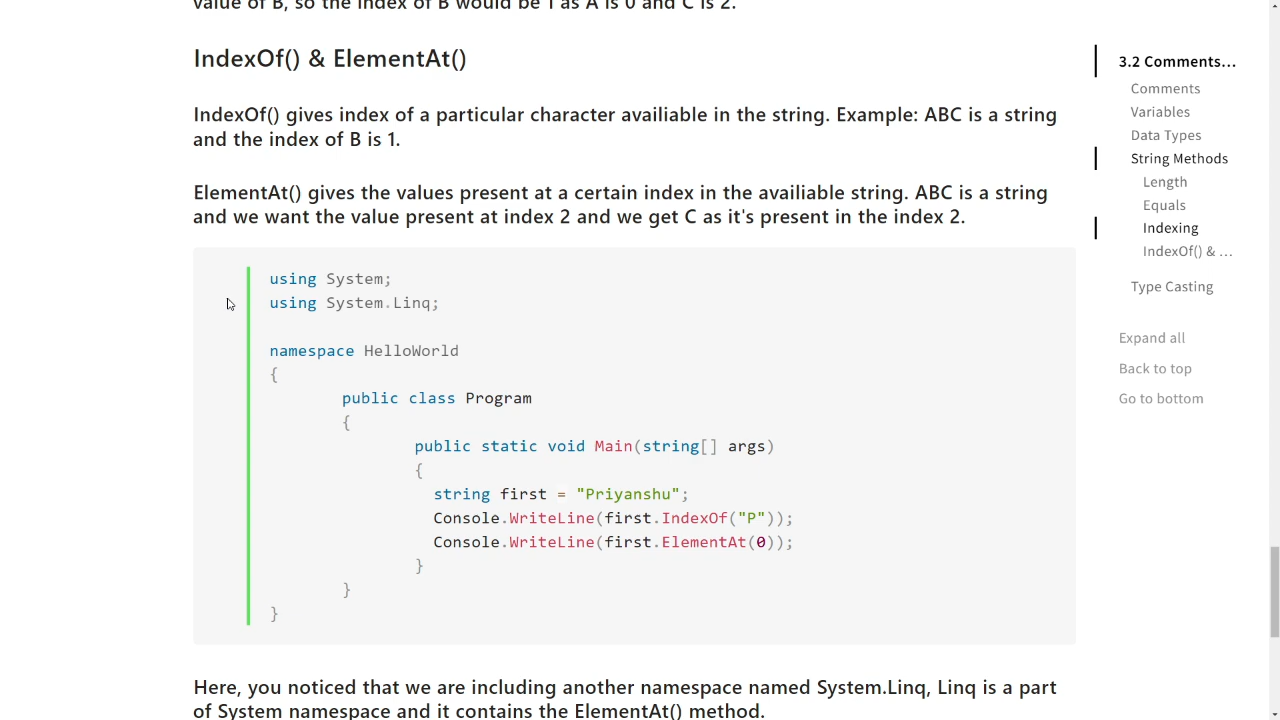 value of B, so the index of B would be 1 as A is 0 and C is 2.
IndexOf() & ElementAt()
IndexOf() gives index of a particular character availiable in the string. Example: ABC is a string
and the index of B is 1.
ElementAt() gives the values present at a certain index in the availiable string. ABC is a string
and we want the value present at index 2 and we get C as it's present in the index 2.
using System;
using System.Linq;
namespace HelloWorld
{
public class Program
{
public static void Main(string[] args)
{
string first = "Priyanshu";
Console.WriteLine(first.IndexOf("P"));
Console.WriteLine(first.ElementAt(0));
}
}
}
Here, you noticed that we are including another namespace named System.Linq, Linq is a part
of System namespace and it contains the ElementAt() method.
3.2 Comments...
Comments
Variables
Data Types
String Methods
Length
Equals
Indexing
IndexOf() & ...
Type Casting
Expand all
Back to top
Go to bottom